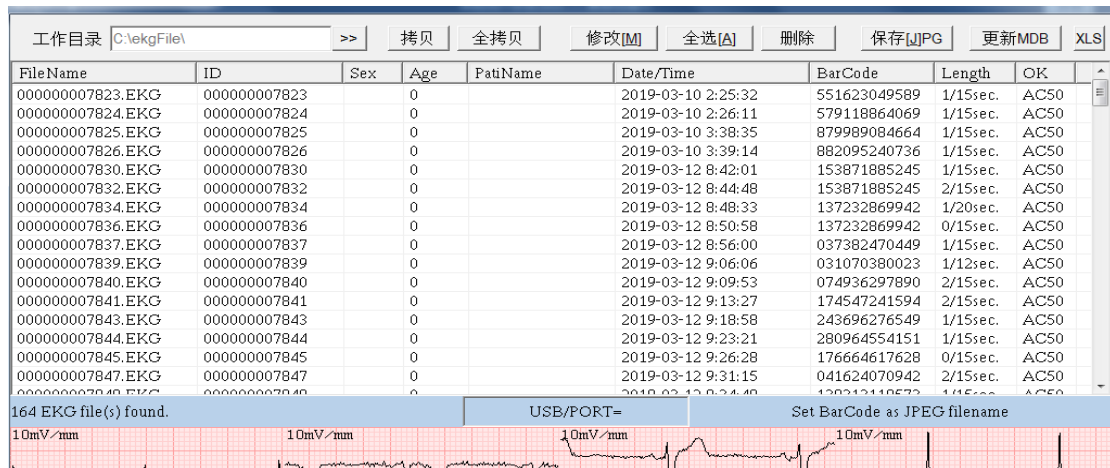 工作目录 C:\ekgFile\ >> 拷贝 全拷贝 修改[M] 全选[A] 删除 保存[J]PG 更新MDB XLS
FileName ID Sex Age PatiName Date/Time BarCode Length OK
000000007823.EKG 000000007823 0 2019-03-10 2:25:32 551623049589 1/15sec. AC50
000000007824.EKG 000000007824 0 2019-03-10 2:26:11 579118864069 1/15sec. AC50
000000007825.EKG 000000007825 0 2019-03-10 3:38:35 879989084664 1/15sec. AC50
000000007826.EKG 000000007826 0 2019-03-10 3:39:14 882095240736 1/15sec. AC50
000000007830.EKG 000000007830 0 2019-03-12 8:42:01 153871885245 1/15sec. AC50
000000007832.EKG 000000007832 0 2019-03-12 8:44:48 153871885245 2/15sec. AC50
000000007834.EKG 000000007834 0 2019-03-12 8:48:33 137232869942 1/20sec. AC50
000000007836.EKG 000000007836 0 2019-03-12 8:50:58 137232869942 0/15sec. AC50
000000007837.EKG 000000007837 0 2019-03-12 8:56:00 037382470449 1/15sec. AC50
000000007839.EKG 000000007839 0 2019-03-12 9:06:06 031070380023 1/12sec. AC50
000000007840.EKG 000000007840 0 2019-03-12 9:09:53 074936297890 2/15sec. AC50
000000007841.EKG 000000007841 0 2019-03-12 9:13:27 174547241594 2/15sec. AC50
000000007843.EKG 000000007843 0 2019-03-12 9:18:58 243696276549 1/15sec. AC50
000000007844.EKG 000000007844 0 2019-03-12 9:23:21 280964554151 1/15sec. AC50
000000007845.EKG 000000007845 0 2019-03-12 9:26:28 176664617628 0/15sec. AC50
000000007847.EKG 000000007847 0 2019-03-12 9:31:15 041624070942 2/15sec. AC50
164 EKG file(s) found. USB/PORT= Set BarCode as JPEG filename
10mV/mm 10mV/mm 10mV/mm 10mV/mm